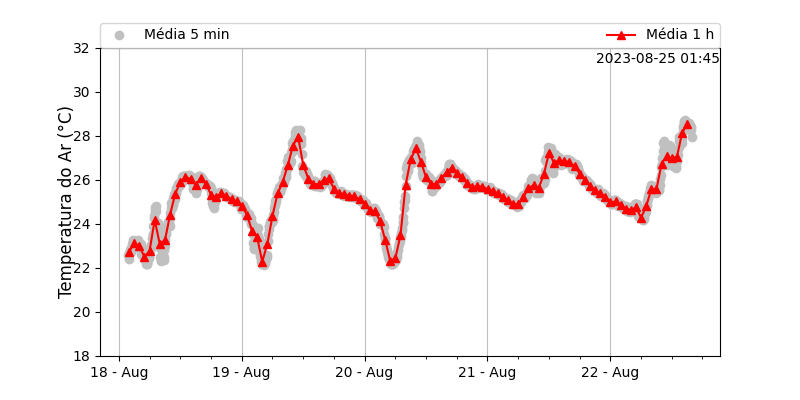 Média 5 min
Média 1 h
2023-08-25 01:45
Temperatura do Ar (°C)
32
30
28
26
24
22
20
18
18 - Aug
19 - Aug
20 - Aug
21 - Aug
22 - Aug